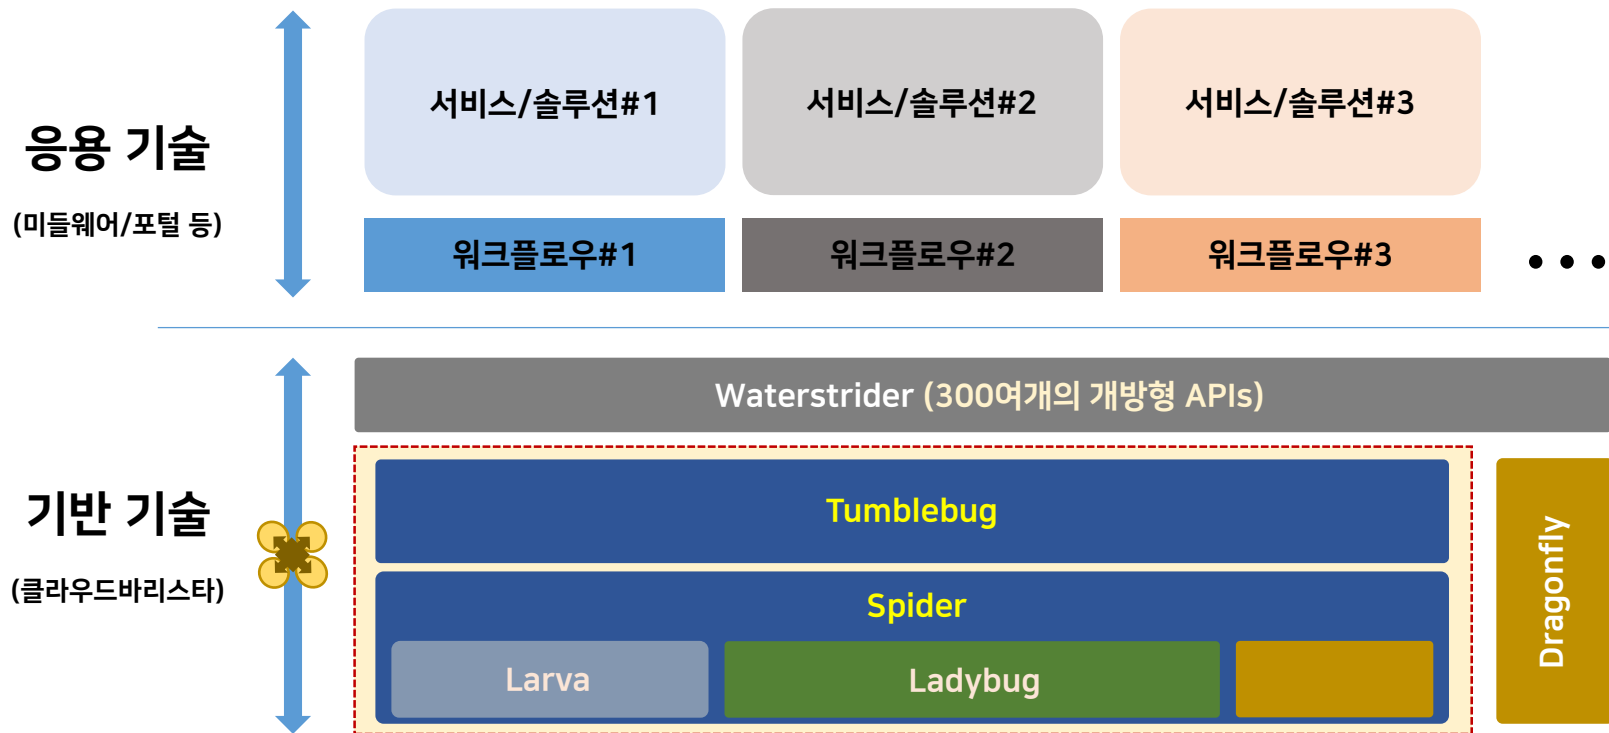 서비스/솔루션#1
서비스/솔루션#2
서비스/솔루션#3
응용 기술
(미들웨어/포털 등)
워크플로우#1
워크플로우#2
워크플로우#3
Waterstrider (300여개의 개방형 APIs)
기반 기술
(클라우드바리스타)
Tumblebug
Spider
Larva
Ladybug
Dragonfly